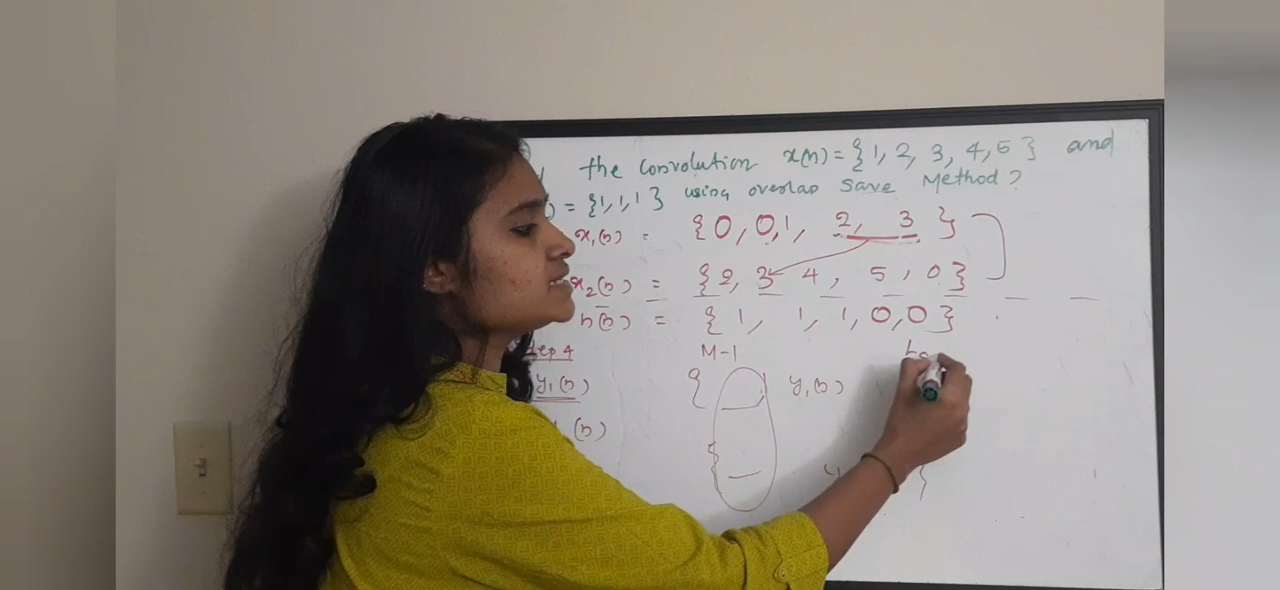 the convolution x(n) = {1, 2, 3, 4, 5} and
) = {1, 1, 1} using overlap save Method?
x₁(n) = {0, 0, 1, 2, 3}
x₂(n) = {2, 3 4, 5, 0}
h(n) = {1, 1, 1, 0, 0}
tep 4 M-1
y₁(n) { y₁(n)
(n)
{ }